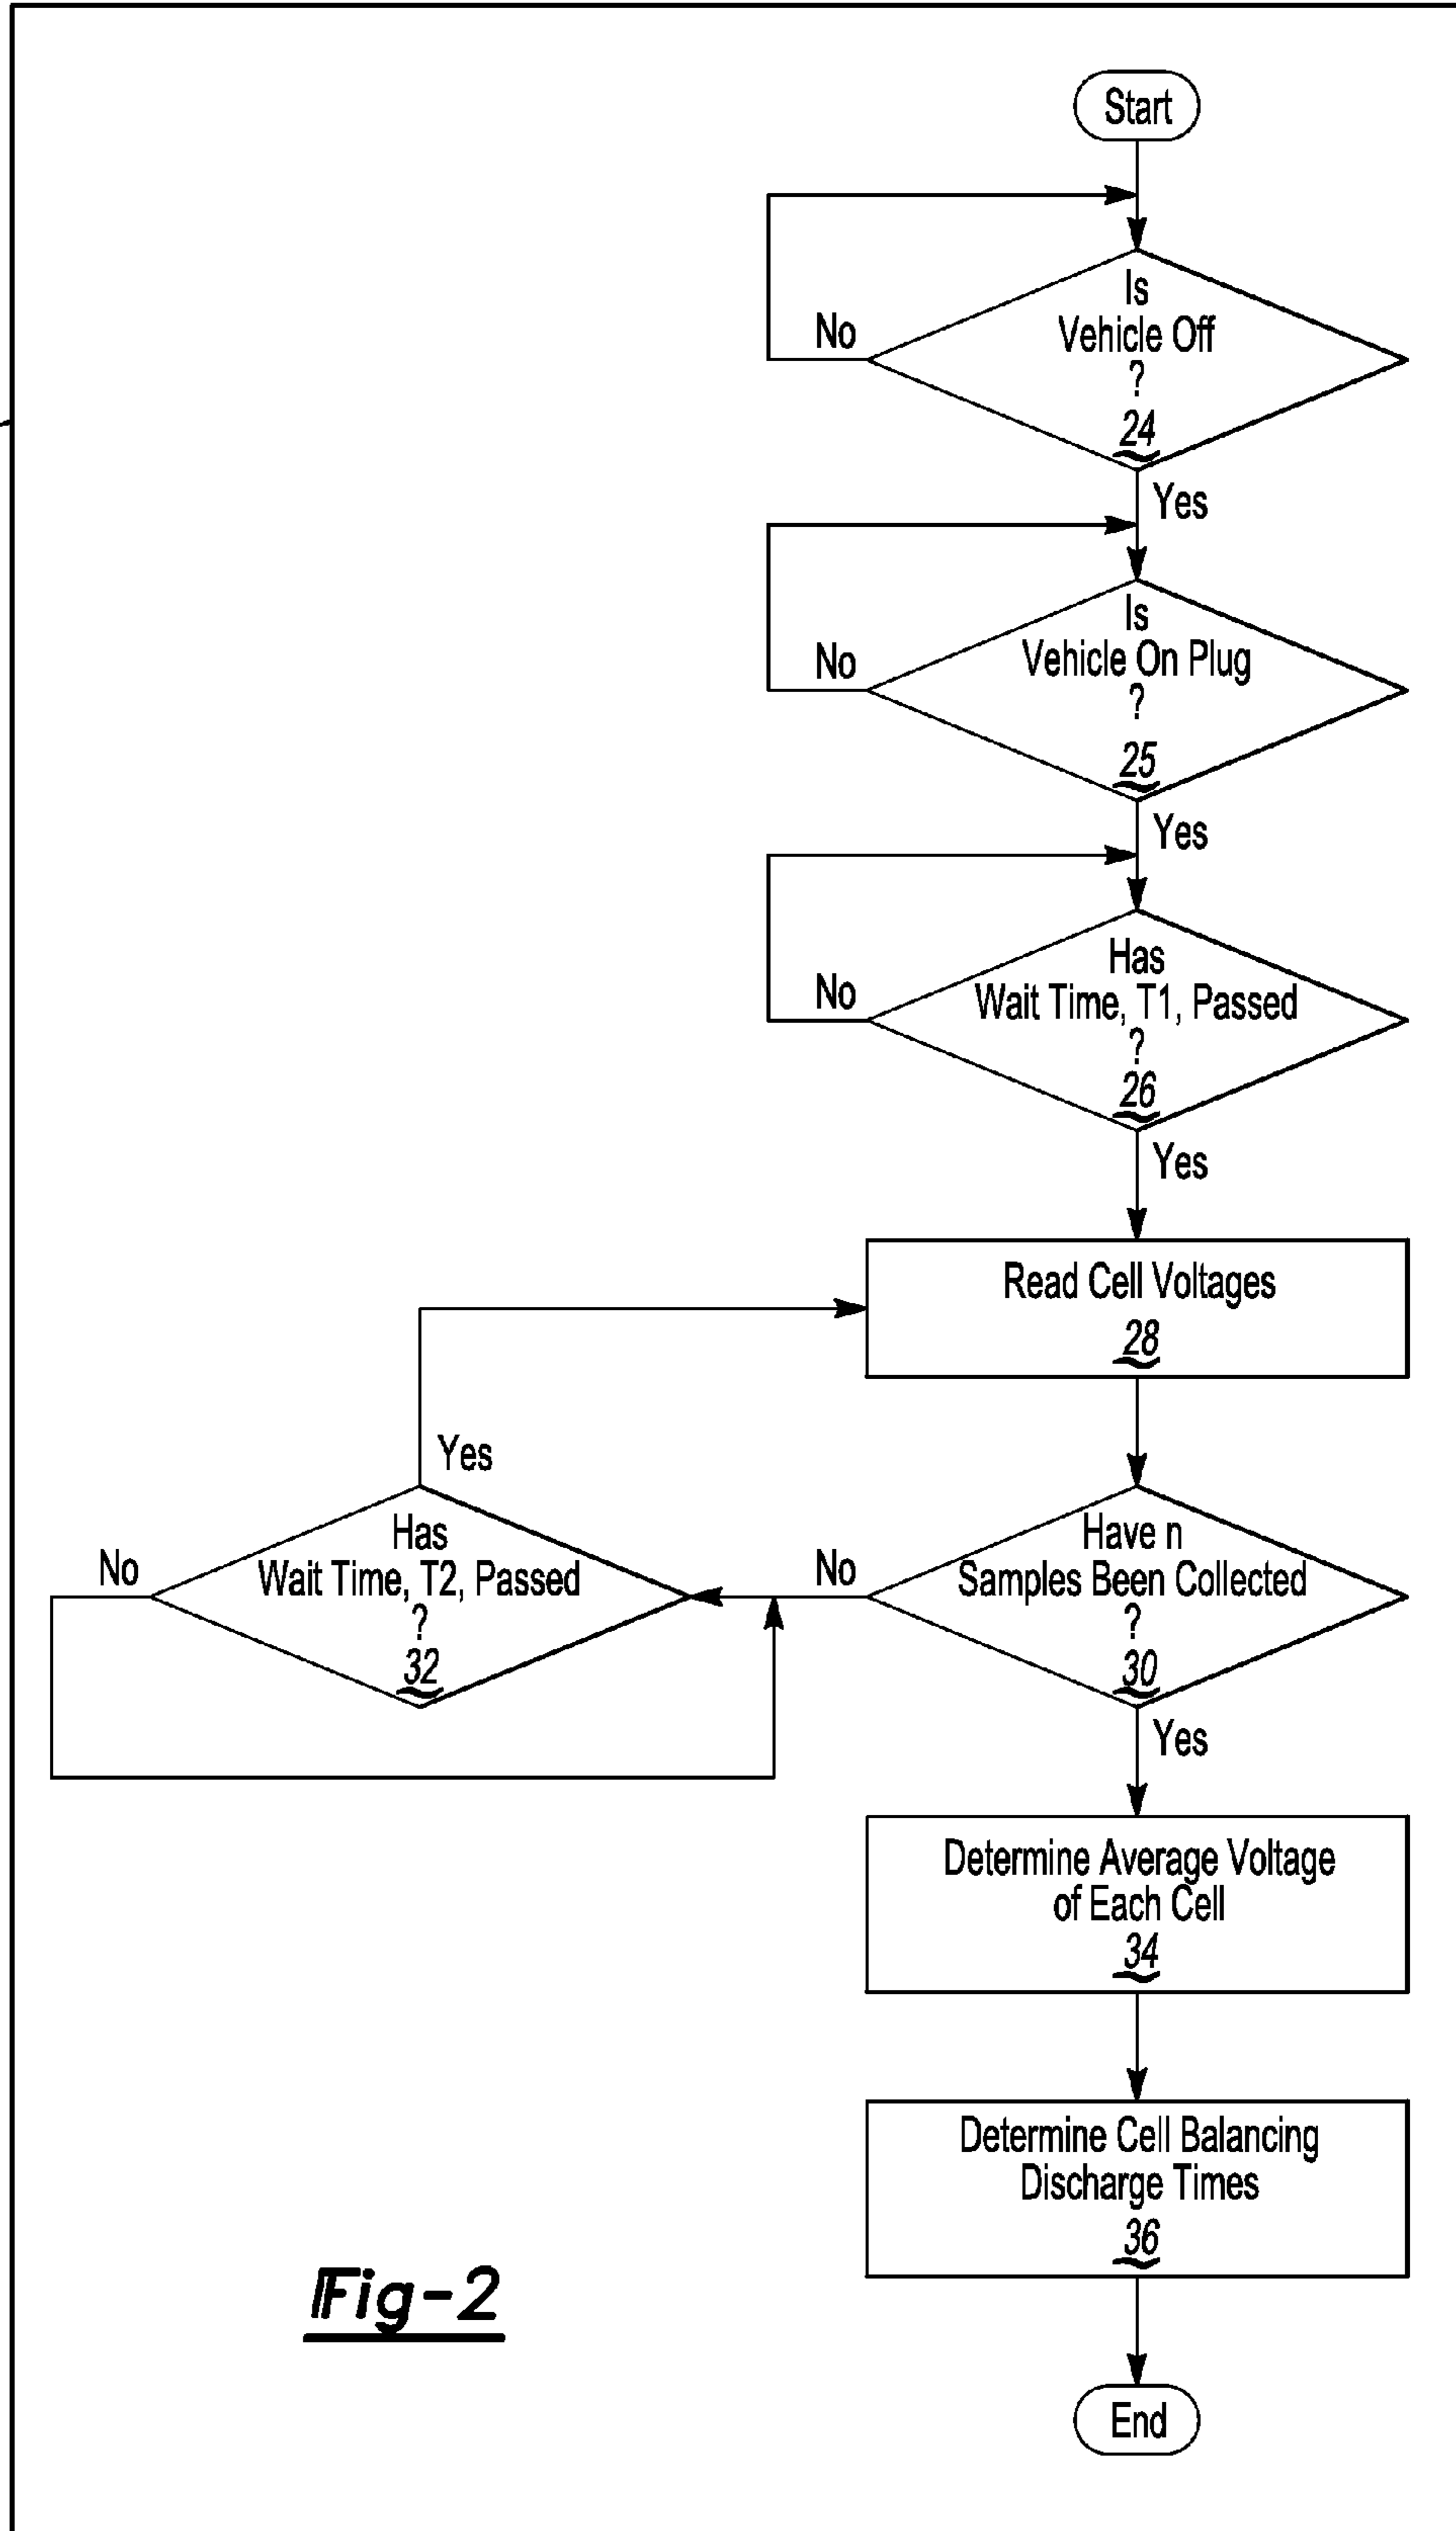 Start
Is
Vehicle Off
?
24
No
Yes
Is
Vehicle On Plug
?
25
No
Yes
Has
Wait Time, T1, Passed
?
26
No
Yes
Read Cell Voltages
28
Have n
Samples Been Collected
?
30
No
Yes
Has
Wait Time, T2, Passed
?
32
No
Yes
Determine Average Voltage
of Each Cell
34
Determine Cell Balancing
Discharge Times
36
End
Fig-2